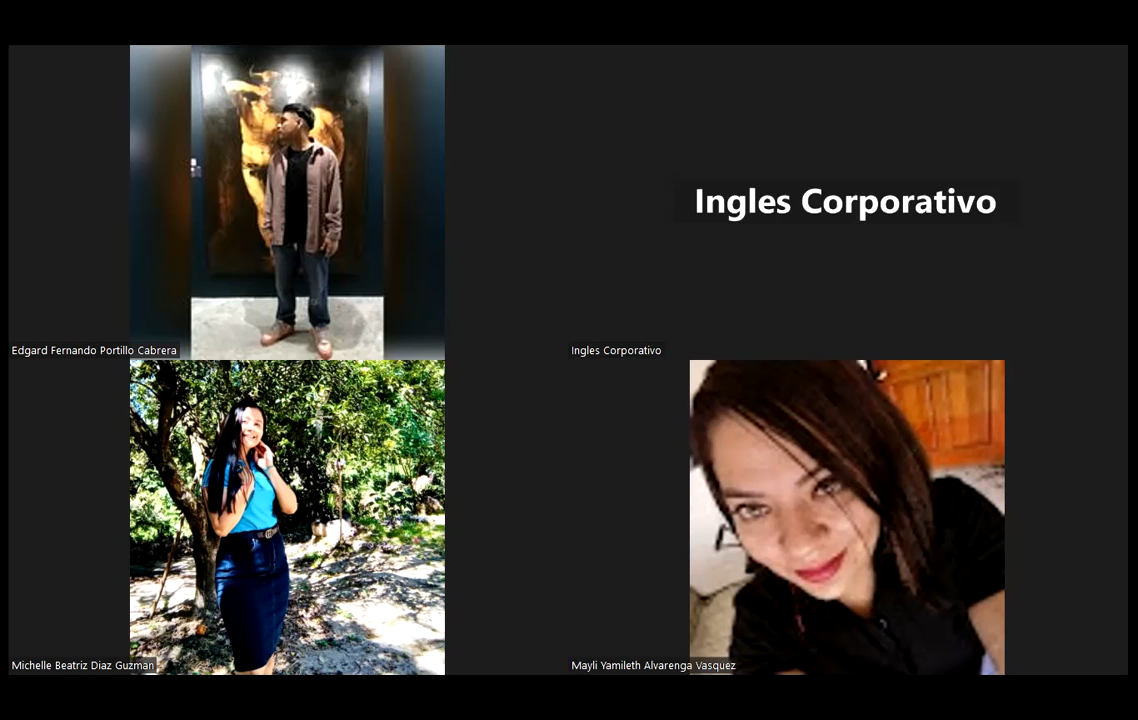 Ingles Corporativo
Edgard Fernando Portillo Cabrera
Ingles Corporativo
Michelle Beatriz Diaz Guzman
Mayli Yamileth Alvarenga Vasquez